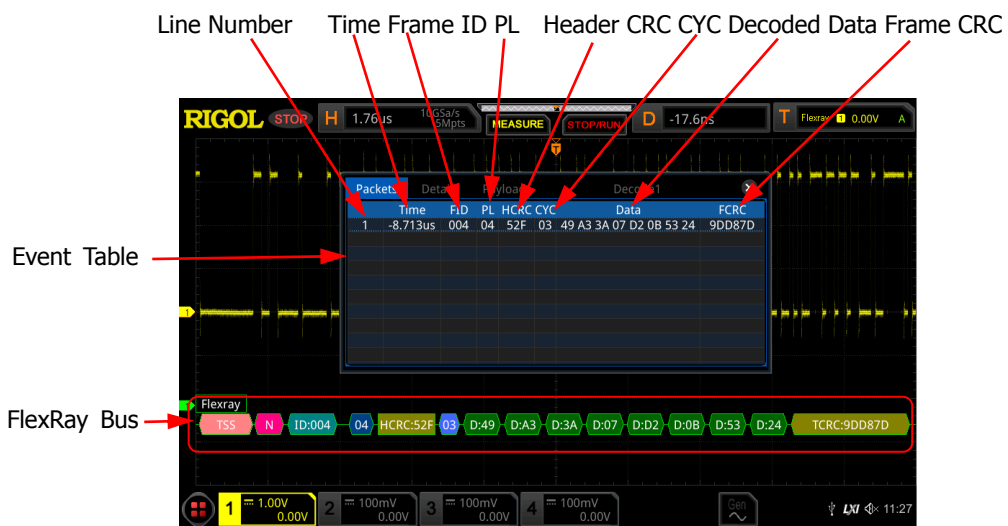 Line Number Time Frame ID PL Header CRC CYC Decoded Data Frame CRC
RIGOL STOP H 1.76us 10GSa/s 5Mpts MEASURE STOP/RUN D -17.6ns T Flexray 1 0.00V A
T
Packets Details Payload Decode1 X
Time FID PL HCRC CYC Data FCRC
1 -8.713us 004 04 52F 03 49 A3 3A 07 D2 0B 53 24 9DD87D
Event Table
1
Flexray
FlexRay Bus
TSS N ID:004 04 HCRC:52F 03 D:49 D:A3 D:3A D:07 D:D2 D:0B D:53 D:24 TCRC:9DD87D
1 1.00V 0.00V 2 100mV 0.00V 3 100mV 0.00V 4 100mV 0.00V Gen LXI 11:27